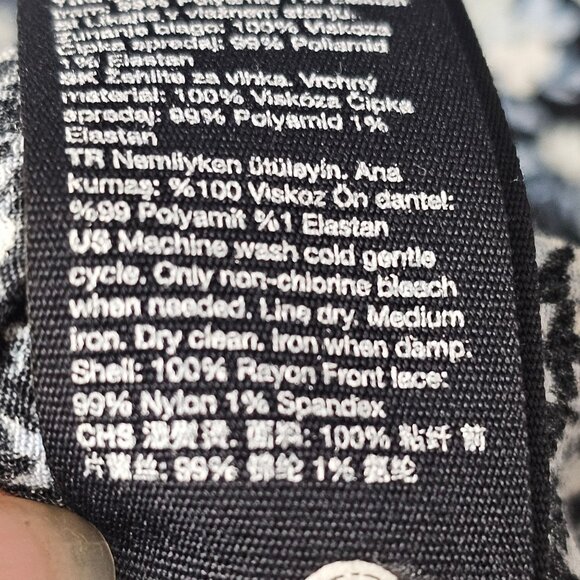 Činanio blago: 100% Viskoza
Čipka spredaj: 99% Poliamid
1% Elastan
SK Žehlite za vlhka. Vrchný
materiál: 100% Viskóza Čipka
spredaj: 99% Polyamid 1%
Elastan
TR Nemliyken ütüleyin. Ana
kumaş: %100 Viskoz Ön dantel:
%99 Polyamit %1 Elastan
US Machine wash cold gentle
cycle. Only non-chlorine bleach
when needed. Line dry. Medium
iron. Dry clean. Iron when damp.
Shell: 100% Rayon Front lace:
99% Nylon 1% Spandex
CHS 湿熨烫. 面料: 100% 粘纤 前
片蕾丝: 99% 锦纶 1% 氨纶